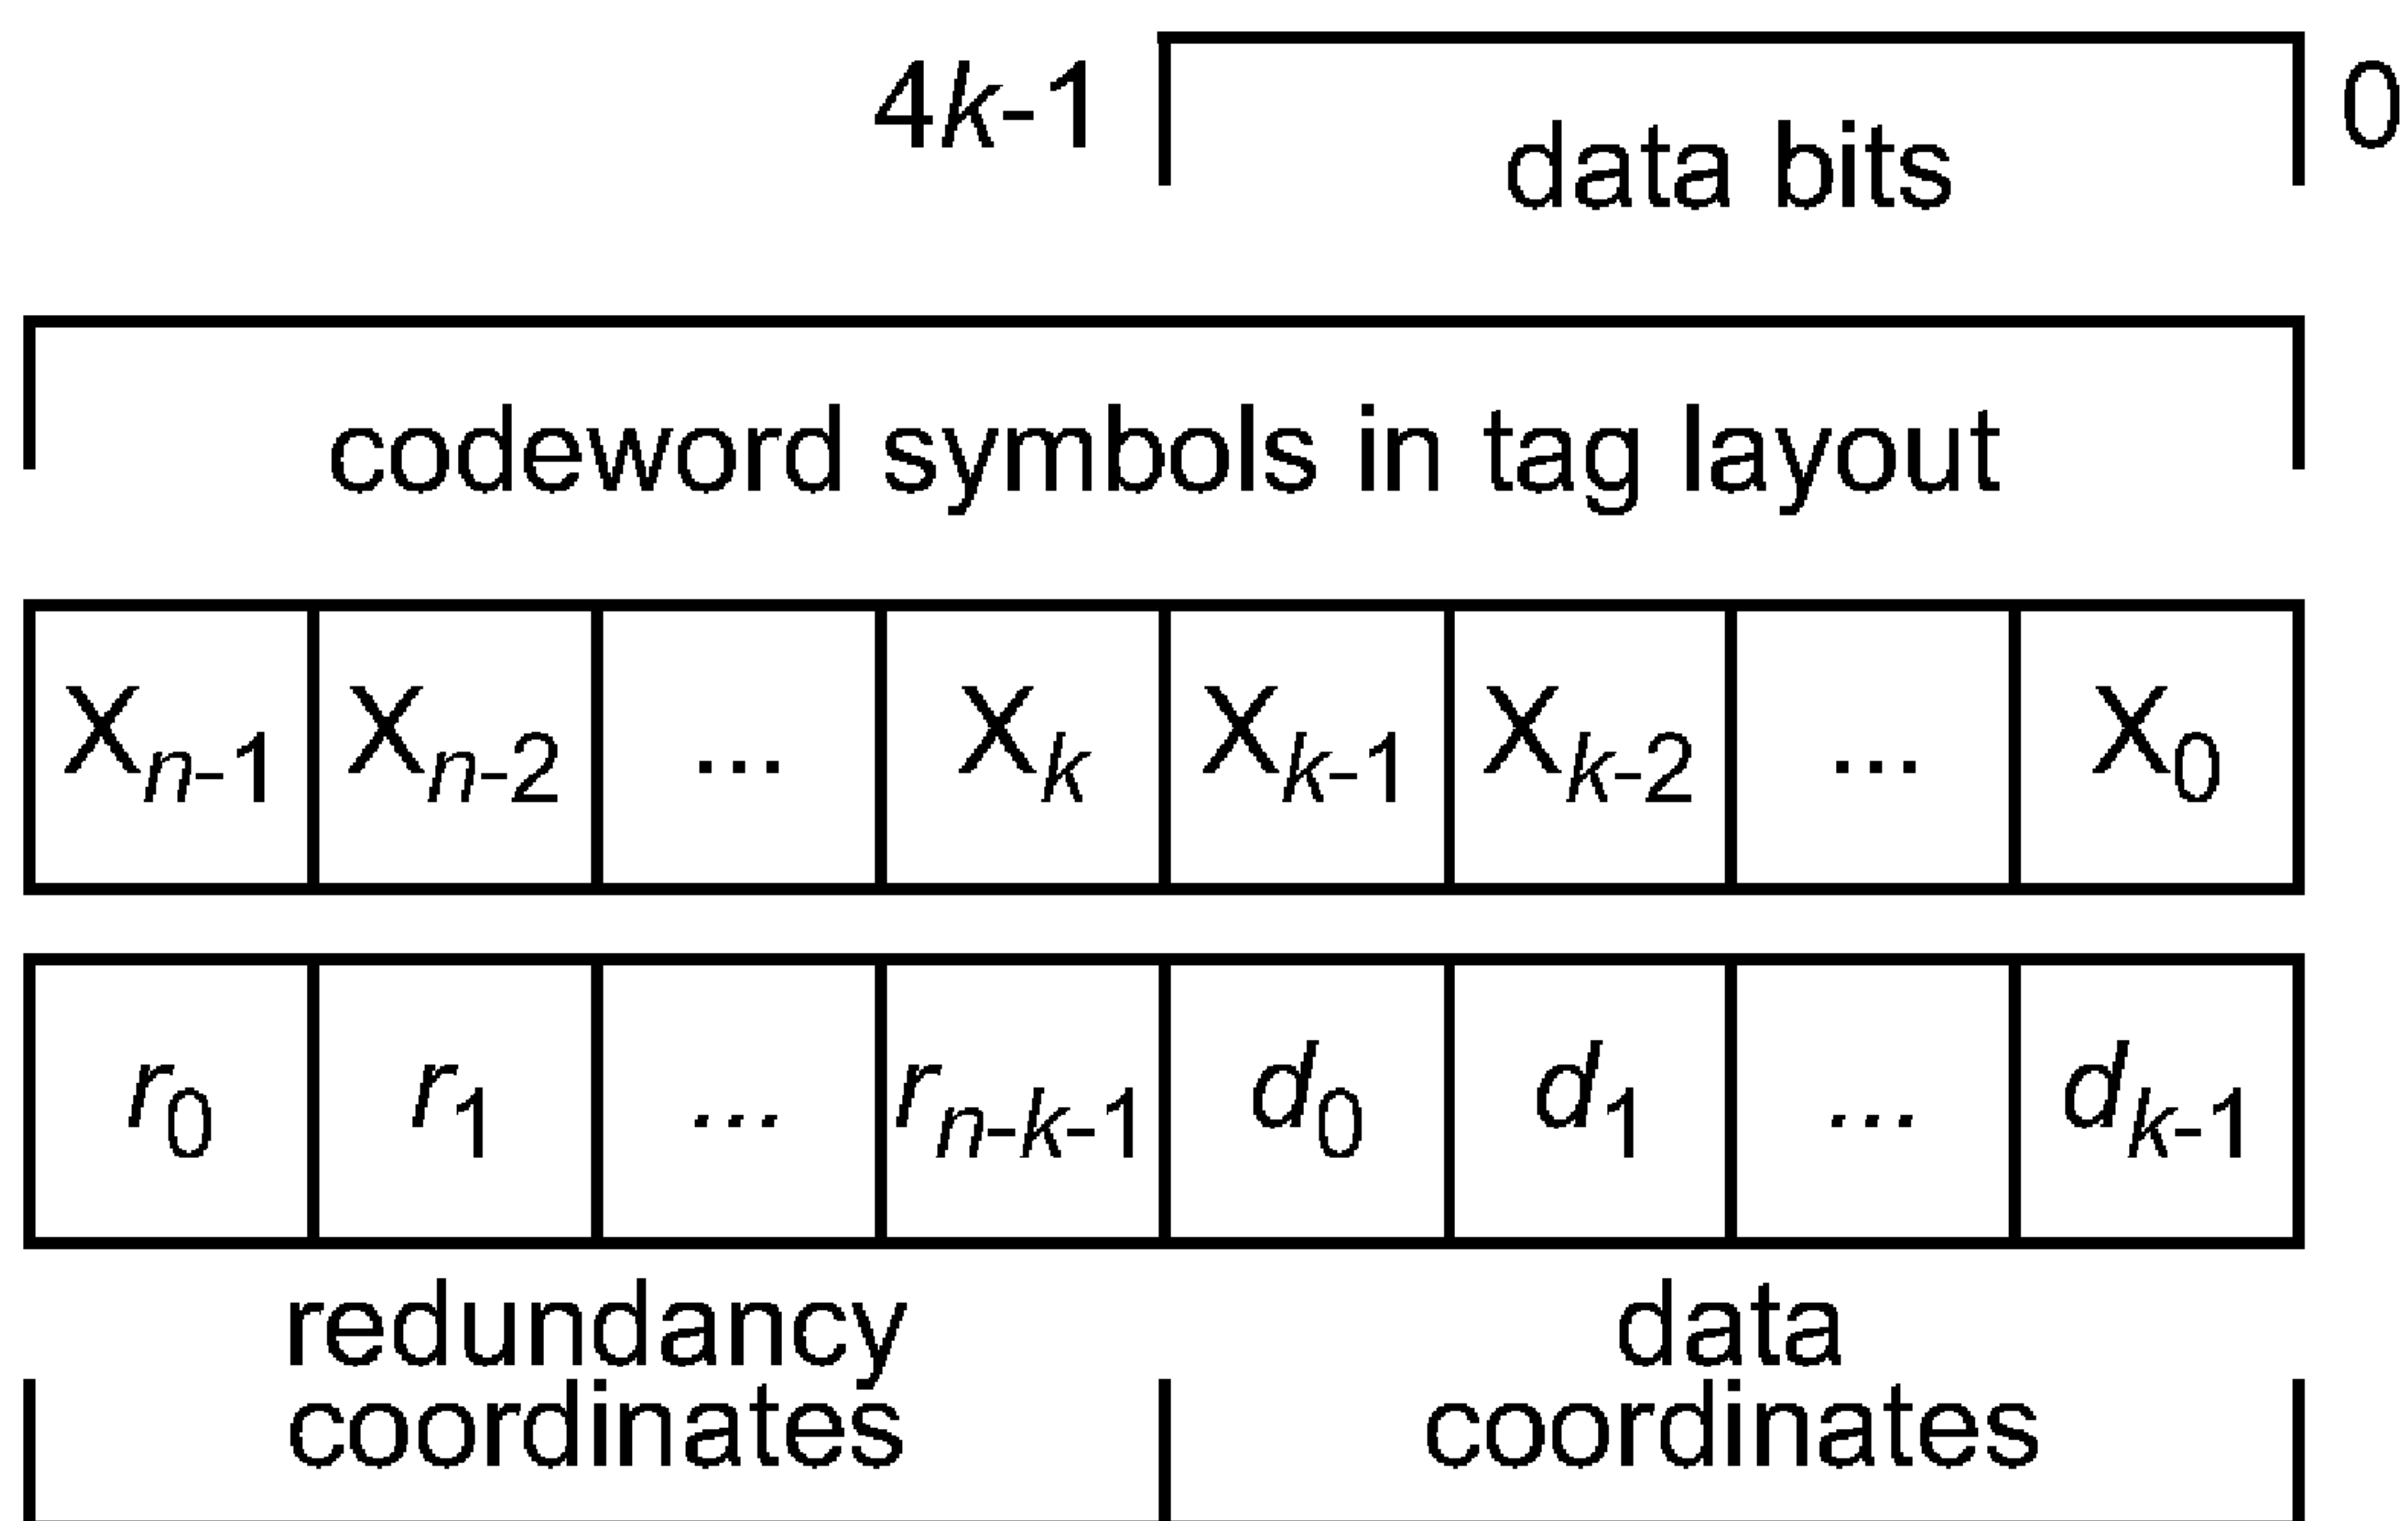 4k-1 data bits 0
codeword symbols in tag layout
Xn-1 Xn-2 ... Xk Xk-1 Xk-2 ... X0
r0 r1 ... rn-k-1 d0 d1 ... dk-1
redundancy data
coordinates coordinates